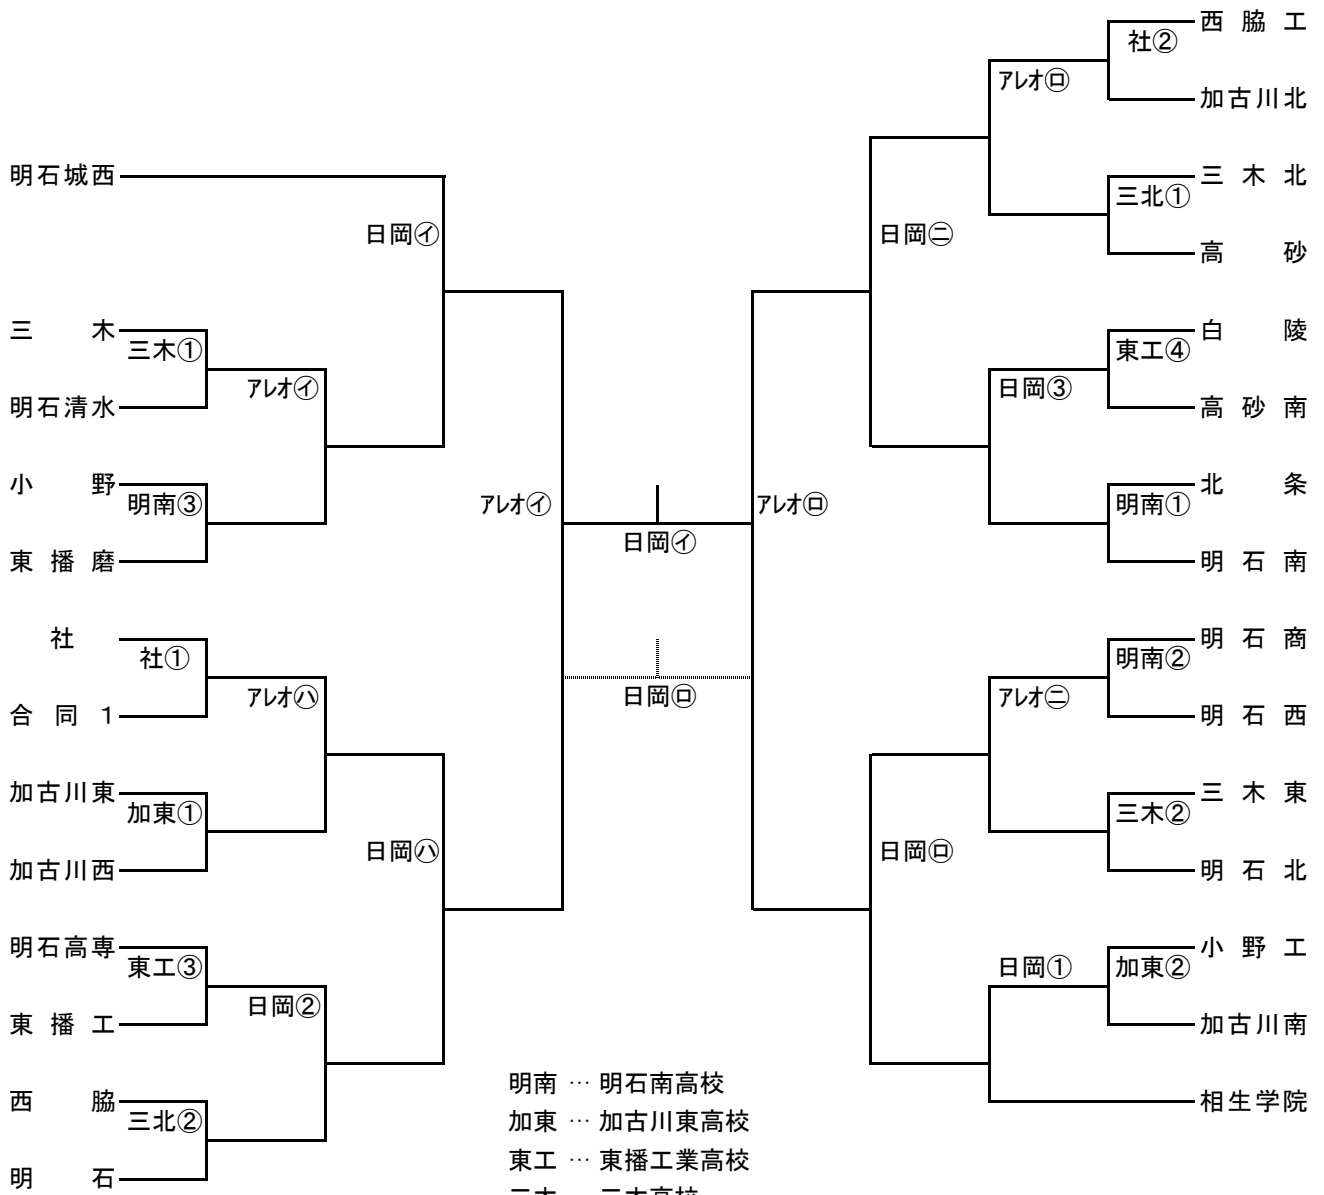 明石城西
三木
三木①
明石清水
アレオ㋑
小野
明南③
東播磨
日岡㋑
社
社①
合同1
アレオ㋩
加古川東
加東①
加古川西
日岡㋩
明石高専
東工③
東播工
日岡②
西脇
三北②
明石
アレオ㋑
日岡㋑
日岡㋺
アレオ㋺
西脇工
社②
加古川北
アレオ㋺
三木北
三北①
高砂
日岡㋥
白陵
東工④
高砂南
日岡③
北条
明南①
明石南
明石商
明南②
明石西
アレオ㋥
三木東
三木②
明石北
日岡㋺
小野工
加東②
加古川南
日岡①
相生学院
明南 … 明石南高校
加東 … 加古川東高校
東工 … 東播工業高校